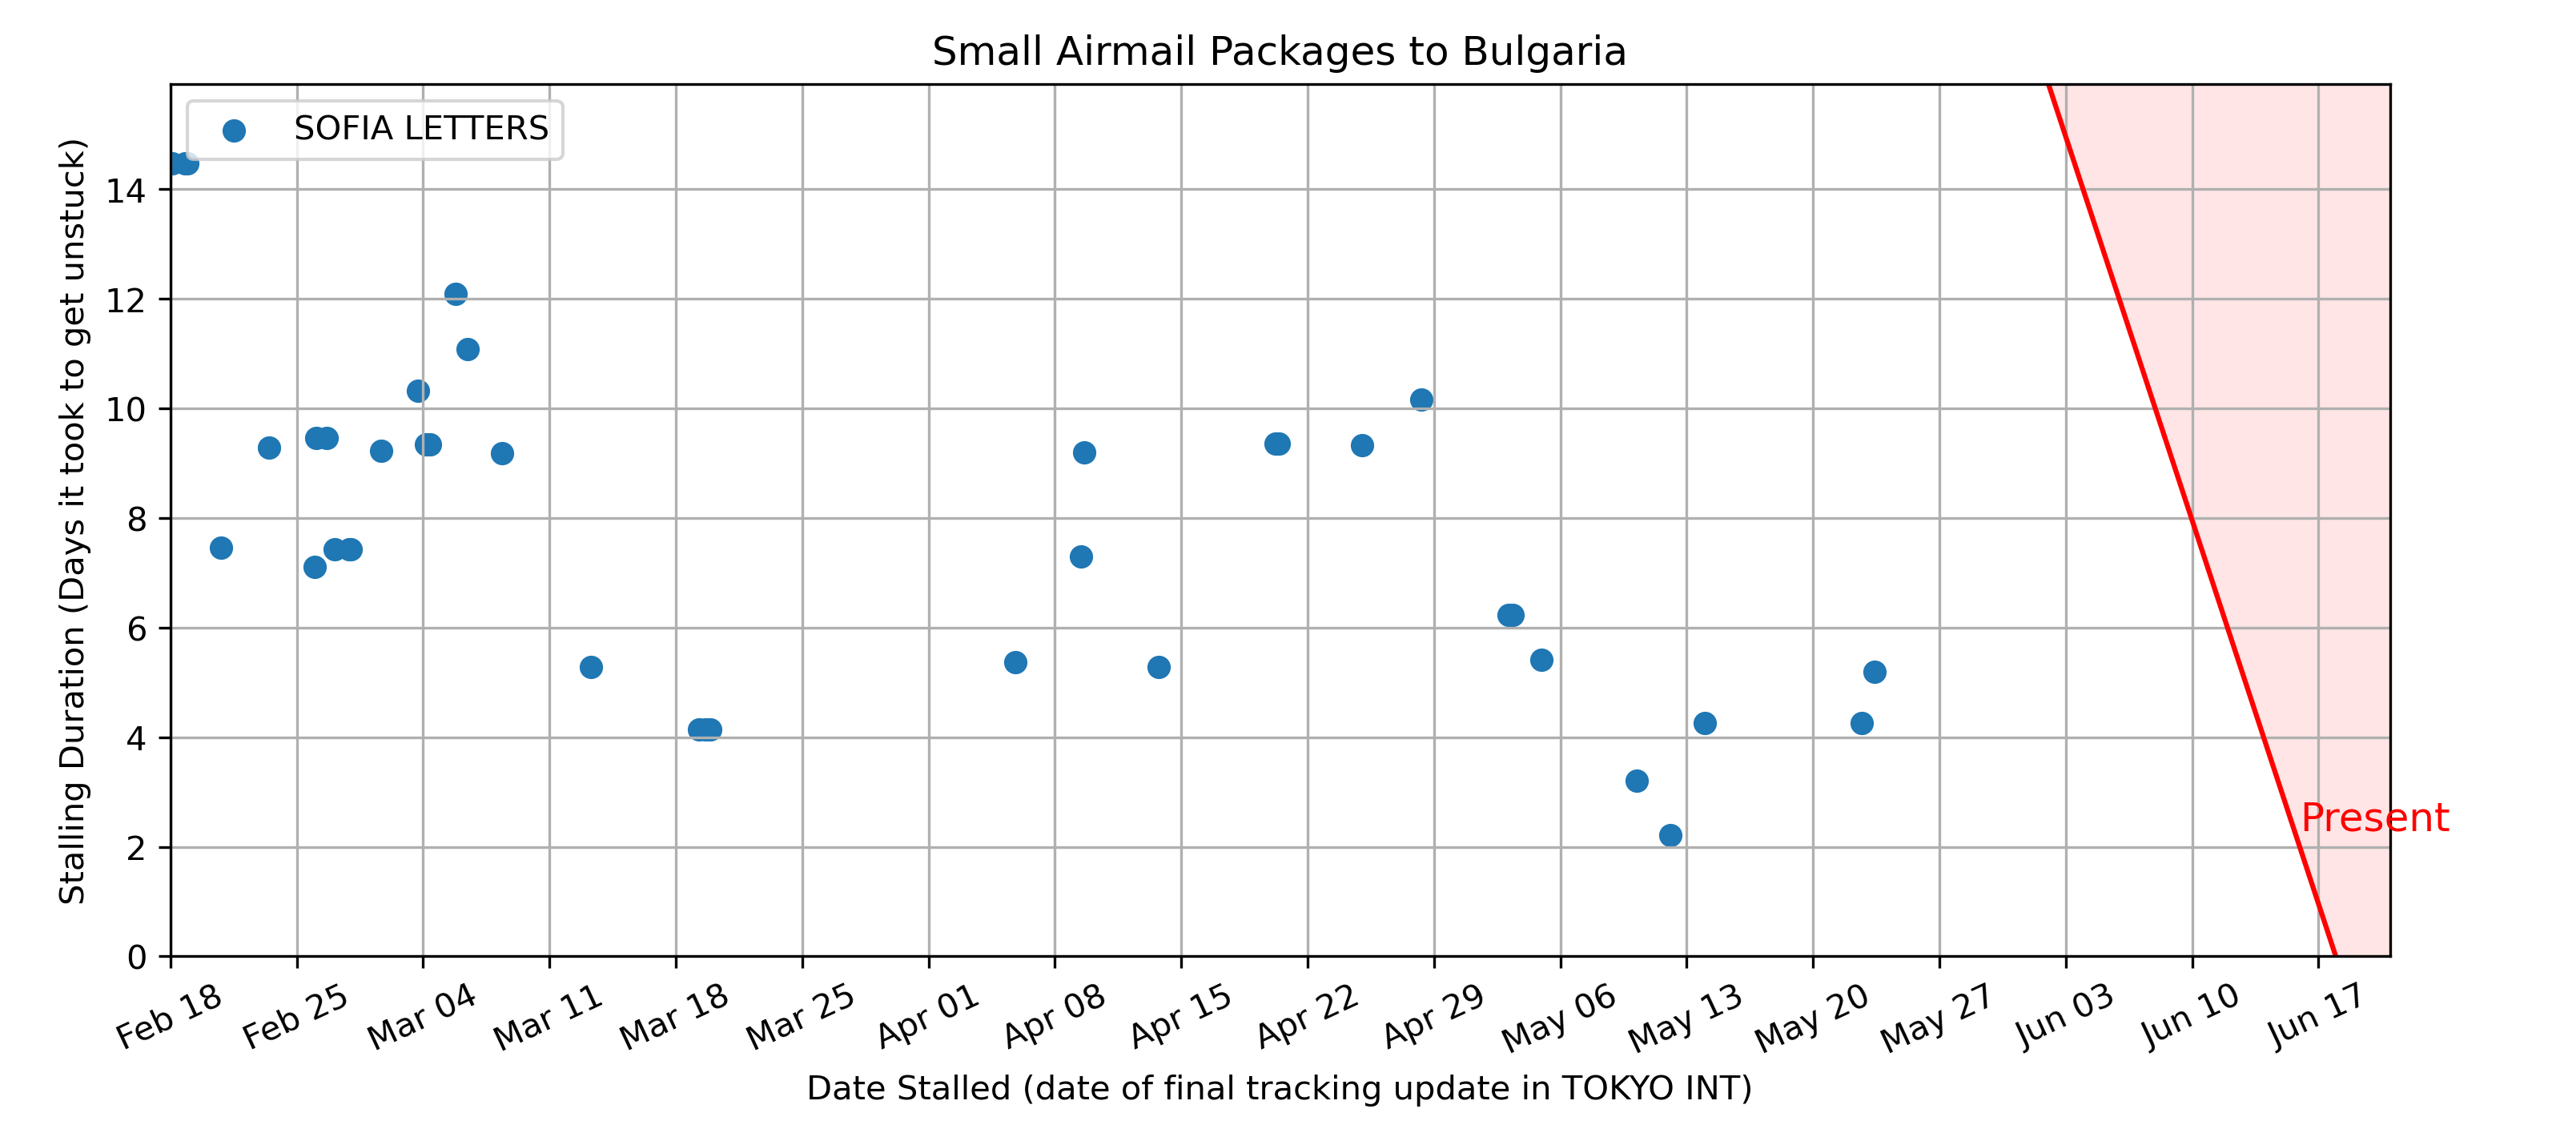 Small Airmail Packages to Bulgaria
SOFIA LETTERS
Stalling Duration (Days it took to get unstuck)
14
12
10
8
6
4
2
0
Present
Feb 18
Feb 25
Mar 04
Mar 11
Mar 18
Mar 25
Apr 01
Apr 08
Apr 15
Apr 22
Apr 29
May 06
May 13
May 20
May 27
Jun 03
Jun 10
Jun 17
Date Stalled (date of final tracking update in TOKYO INT)